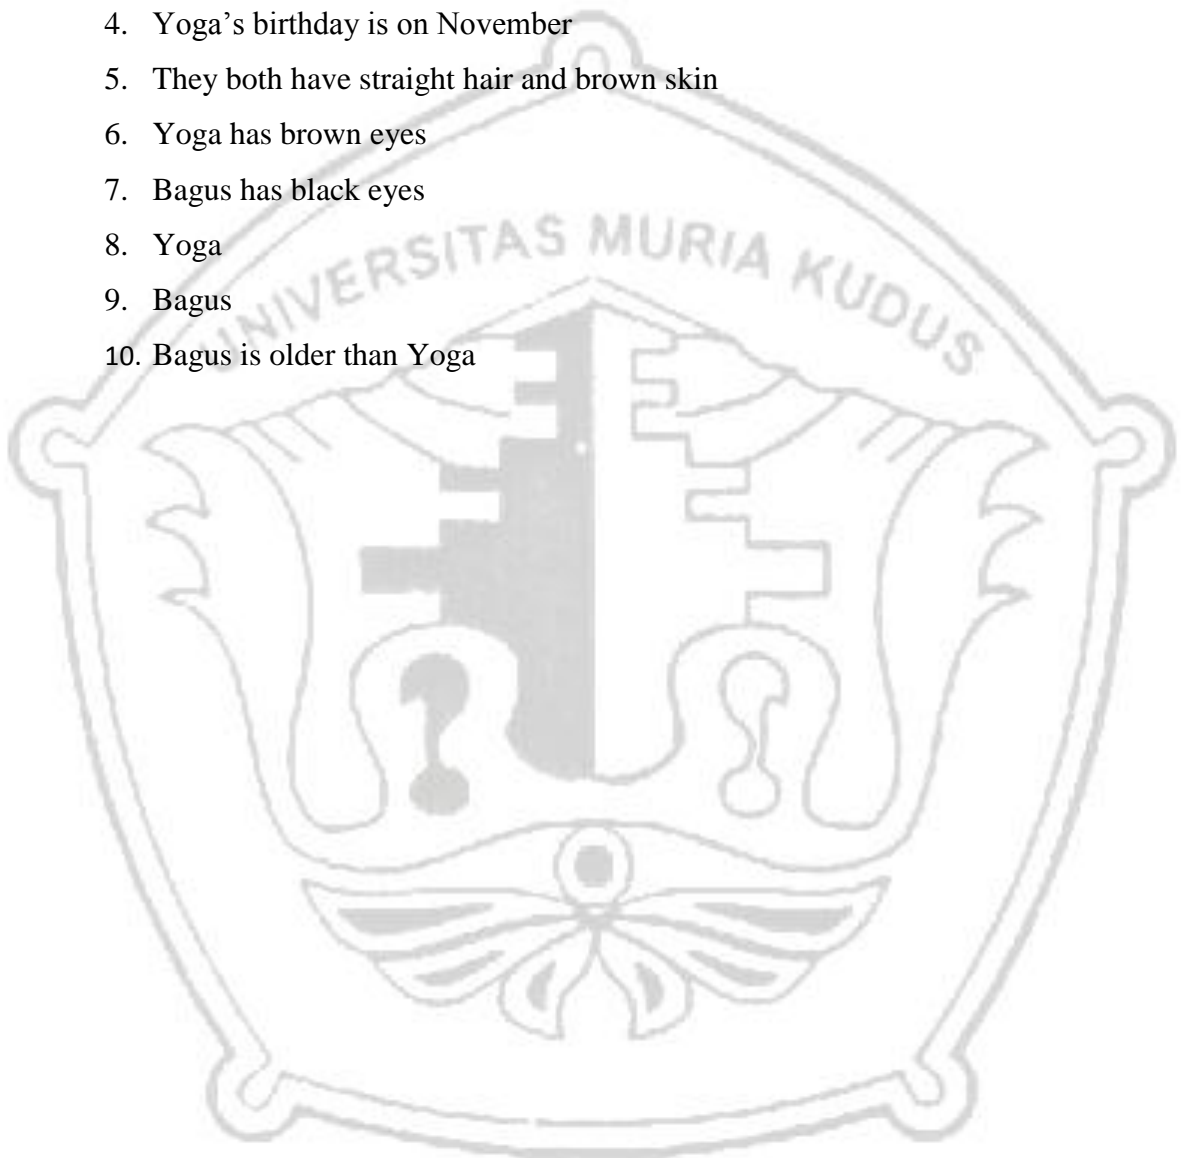 4. Yoga’s birthday is on November
5. They both have straight hair and brown skin
6. Yoga has brown eyes
7. Bagus has black eyes
8. Yoga
9. Bagus
10. Bagus is older than Yoga
UNIVERSITAS MURIA KUDUS